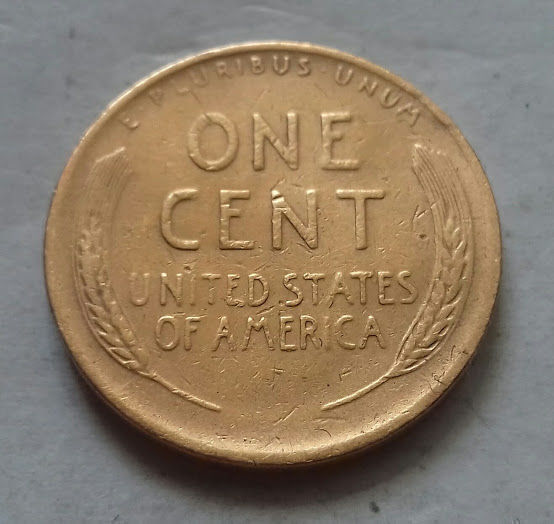 E PLURIBUS · UNUM
ONE
CENT
UNITED STATES
OF AMERICA